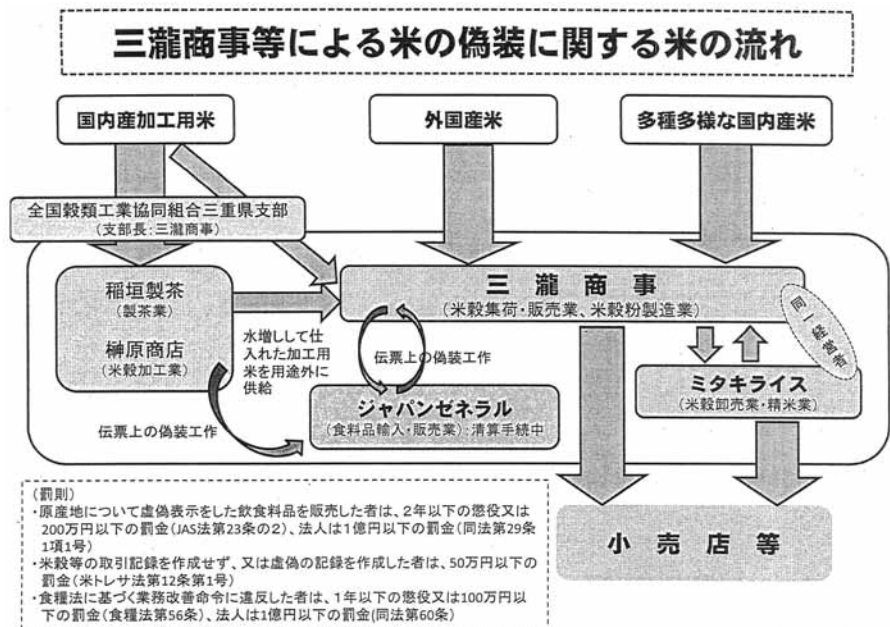 三瀧商事等による米の偽装に関する米の流れ
国内産加工用米
外国産米
多種多様な国内産米
全国穀類工業協同組合三重県支部
(支部長:三瀧商事)
稲垣製茶
(製茶業)
榊原商店
(米穀加工業)
三瀧商事
(米穀集荷・販売業、米穀粉製造業)
同一経営者
水増しして仕
入れた加工用
米を用途外に
供給
伝票上の偽装工作
ミタキライス
(米穀卸売業・精米業)
ジャパンゼネラル
(食料品輸入・販売業):清算手続中
伝票上の偽装工作
小売店等
(罰則)
・原産地について虚偽表示をした飲食料品を販売した者は、2年以下の懲役又は
200万円以下の罰金(JAS法第23条の2)、法人は1億円以下の罰金(同法第29条
1項1号)
・米穀等の取引記録を作成せず、又は虚偽の記録を作成した者は、50万円以下の
罰金(米トレサ法第12条第1号)
・食糧法に基づく業務改善命令に違反した者は、1年以下の懲役又は100万円以
下の罰金(食糧法第56条)、法人は1億円以下の罰金(同法第60条)